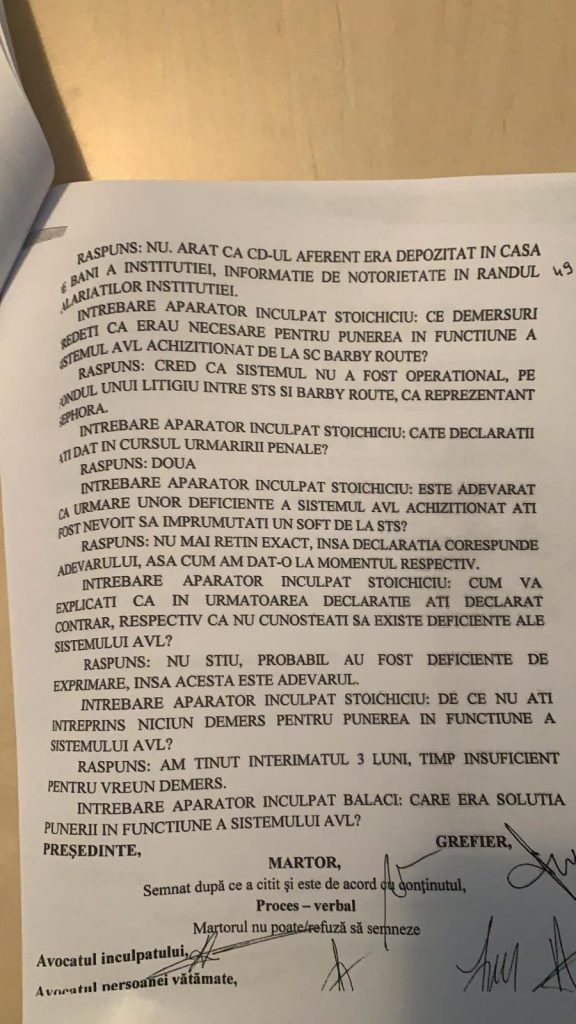 RASPUNS: NU. ARAT CA CD-UL AFERENT ERA DEPOZITAT IN CASA
BANI A INSTITUTIEI, INFORMATIE DE NOTORIETATE IN RANDUL 49
ALARIATILOR INSTITUTIEI.
INTREBARE APARATOR INCULPAT STOICHICIU: CE DEMERSURI
REDETI CA ERAU NECESARE PENTRU PUNEREA IN FUNCTIUNE A
ISTEMUL AVL ACHIZITIONAT DE LA SC BARBY ROUTE?
RASPUNS: CRED CA SISTEMUL NU A FOST OPERATIONAL, PE
ONDUL UNUI LITIGIU INTRE STS SI BARBY ROUTE, CA REPREZENTANT
EPHORA.
INTREBARE APARATOR INCULPAT STOICHICIU: CATE DECLARATII
ATI DAT IN CURSUL URMARIRII PENALE?
RASPUNS: DOUA
INTREBARE APARATOR INCULPAT STOICHICIU: ESTE ADEVARAT
CA URMARE UNOR DEFICIENTE A SISTEMUL AVL ACHIZITIONAT ATI
FOST NEVOIT SA IMPRUMUTATI UN SOFT DE LA STS?
RASPUNS: NU MAI RETIN EXACT, INSA DECLARATIA CORESPUNDE
ADEVARULUI, ASA CUM AM DAT-O LA MOMENTUL RESPECTIV.
INTREBARE APARATOR INCULPAT STOICHICIU: CUM VA
EXPLICATI CA IN URMATOAREA DECLARATIE ATI DECLARAT
CONTRAR, RESPECTIV CA NU CUNOSTEATI SA EXISTE DEFICIENTE ALE
SISTEMULUI AVL?
RASPUNS: NU STIU, PROBABIL AU FOST DEFICIENTE DE
EXPRIMARE, INSA ACESTA ESTE ADEVARUL.
INTREBARE APARATOR INCULPAT STOICHICIU: DE CE NU ATI
INTREPRINS NICIUN DEMERS PENTRU PUNEREA IN FUNCTIUNE A
SISTEMULUI AVL?
RASPUNS: AM TINUT INTERIMATUL 3 LUNI, TIMP INSUFICIENT
PENTRU VREUN DEMERS.
INTREBARE APARATOR INCULPAT BALACI: CARE ERA SOLUTIA
PUNERII IN FUNCTIUNE A SISTEMULUI AVL?
PREȘEDINTE, GREFIER,
MARTOR,
Semnat după ce a citit și este de acord cu conținutul,
Proces – verbal
Martorul nu poate/refuză să semneze
Avocatul inculpatului,
Avocatul persoanei vătămate,